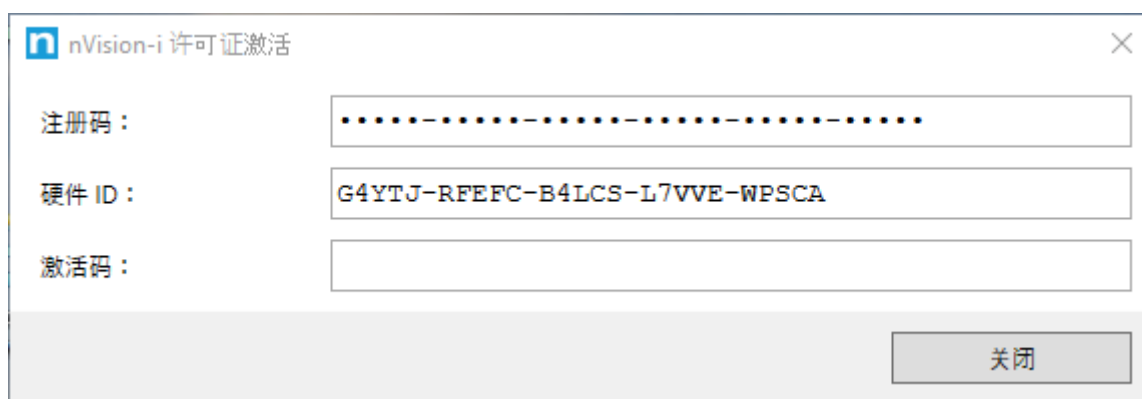 n nVision-i 许可证激活
注册码： •••••-•••••-•••••-•••••-•••••-•••••
硬件 ID： G4YTJ-RFEFC-B4LCS-L7VVE-WPSCA
激活码：
关闭